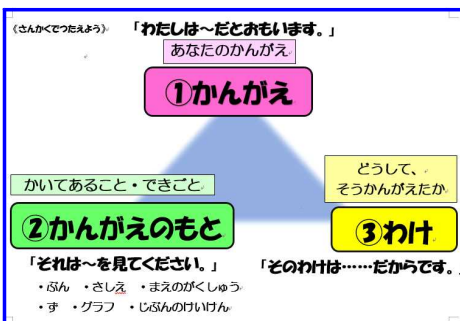 《さんかくでつたえよう》
「わたしは～だとおもいます。」
あなたのかんがえ
①かんがえ
かいてあること・できごと
②かんがえのもと
「それは～を見てください。」
・ぶん ・さしえ ・まえのがくしゅう
・ず ・グラフ ・じぶんのけいけん
どうして、
そうかんがえたか
③わけ
「そのわけは……だからです。」